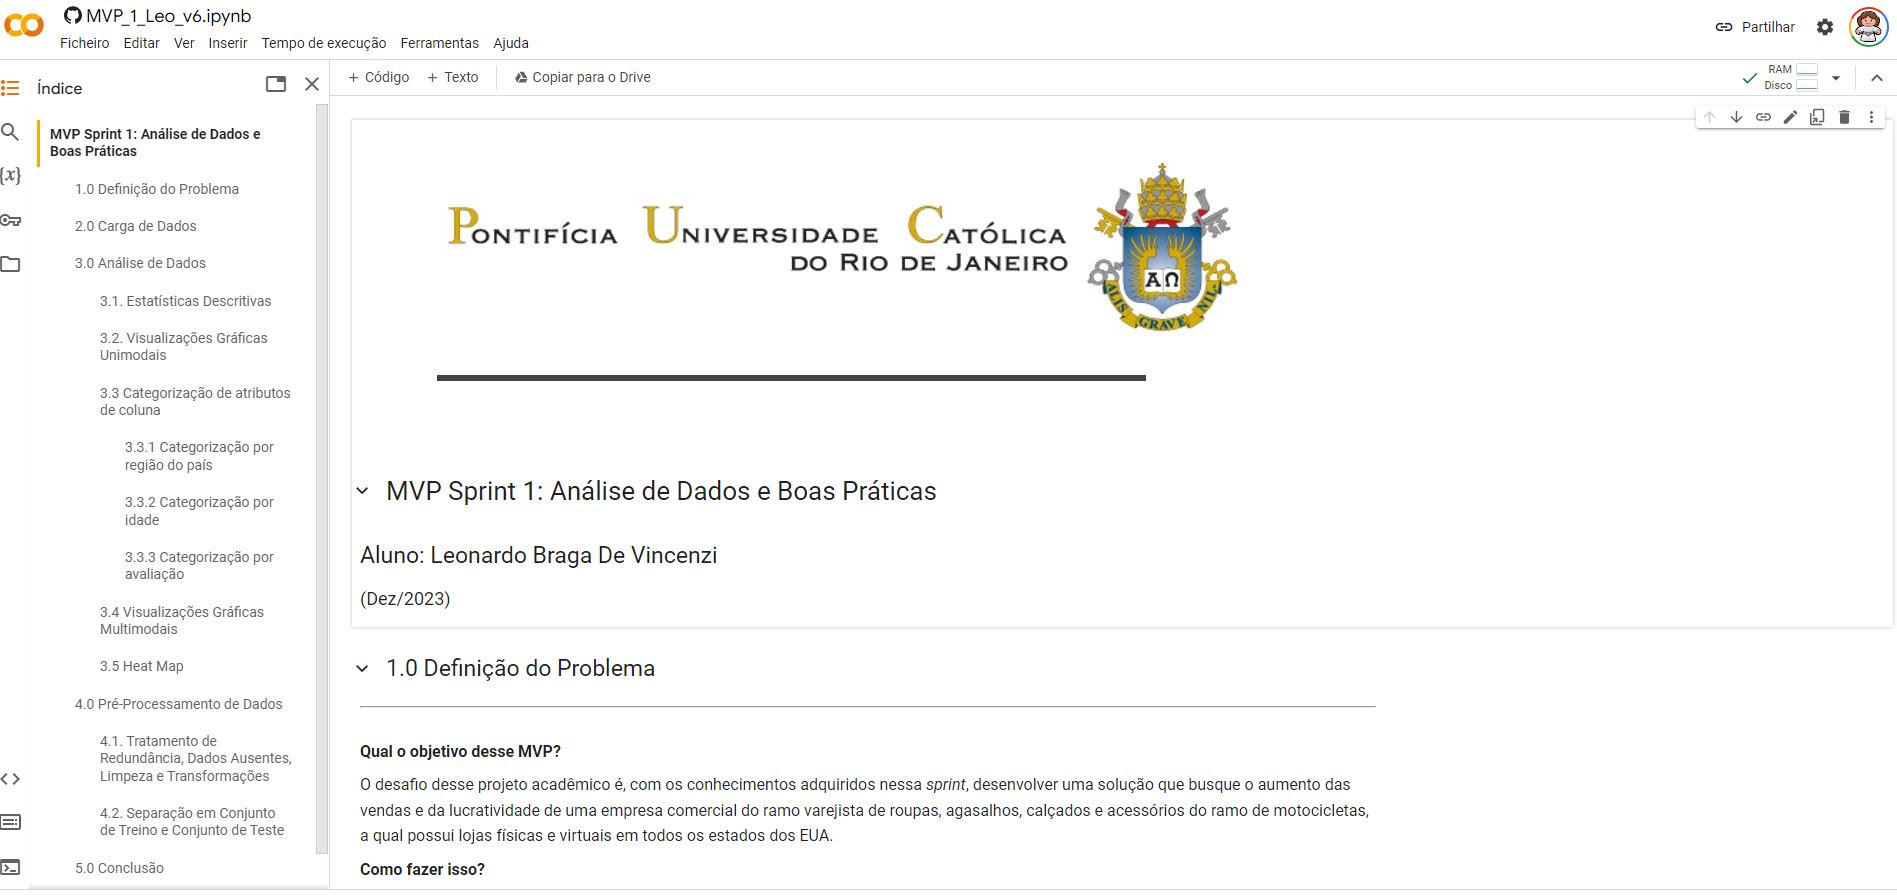 MVP_1_Leo_v6.ipynb
Ficheiro Editar Ver Inserir Tempo de execução Ferramentas Ajuda
Partilhar
Índice
MVP Sprint 1: Análise de Dados e
Boas Práticas
1.0 Definição do Problema
2.0 Carga de Dados
3.0 Análise de Dados
3.1. Estatísticas Descritivas
3.2. Visualizações Gráficas
Unimodais
3.3 Categorização de atributos
de coluna
3.3.1 Categorização por
região do país
3.3.2 Categorização por
idade
3.3.3 Categorização por
avaliação
3.4 Visualizações Gráficas
Multimodais
3.5 Heat Map
4.0 Pré-Processamento de Dados
4.1. Tratamento de
Redundância, Dados Ausentes,
Limpeza e Transformações
4.2. Separação em Conjunto
de Treino e Conjunto de Teste
5.0 Conclusão
+ Código + Texto Copiar para o Drive
RAM
Disco
PONTIFÍCIA UNIVERSIDADE CATÓLICA
DO RIO DE JANEIRO
Α Ω
ALIS GRAVE NIL
MVP Sprint 1: Análise de Dados e Boas Práticas
Aluno: Leonardo Braga De Vincenzi
(Dez/2023)
1.0 Definição do Problema
Qual o objetivo desse MVP?
O desafio desse projeto acadêmico é, com os conhecimentos adquiridos nessa sprint, desenvolver uma solução que busque o aumento das
vendas e da lucratividade de uma empresa comercial do ramo varejista de roupas, agasalhos, calçados e acessórios do ramo de motocicletas,
a qual possui lojas físicas e virtuais em todos os estados dos EUA.
Como fazer isso?